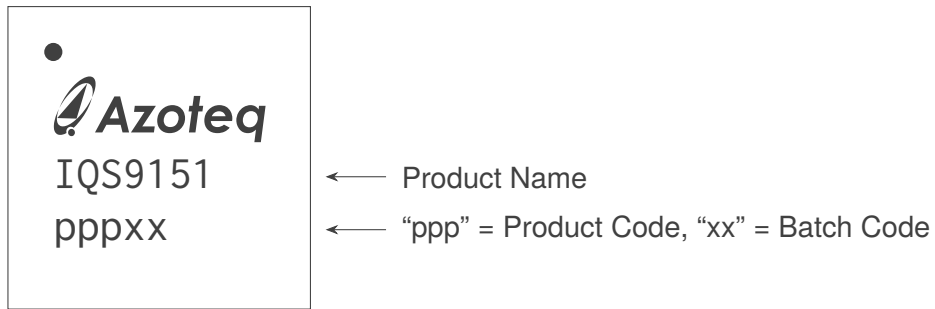 Azoteq
IQS9151
Product Name
pppxx
“ppp” = Product Code, “xx” = Batch Code